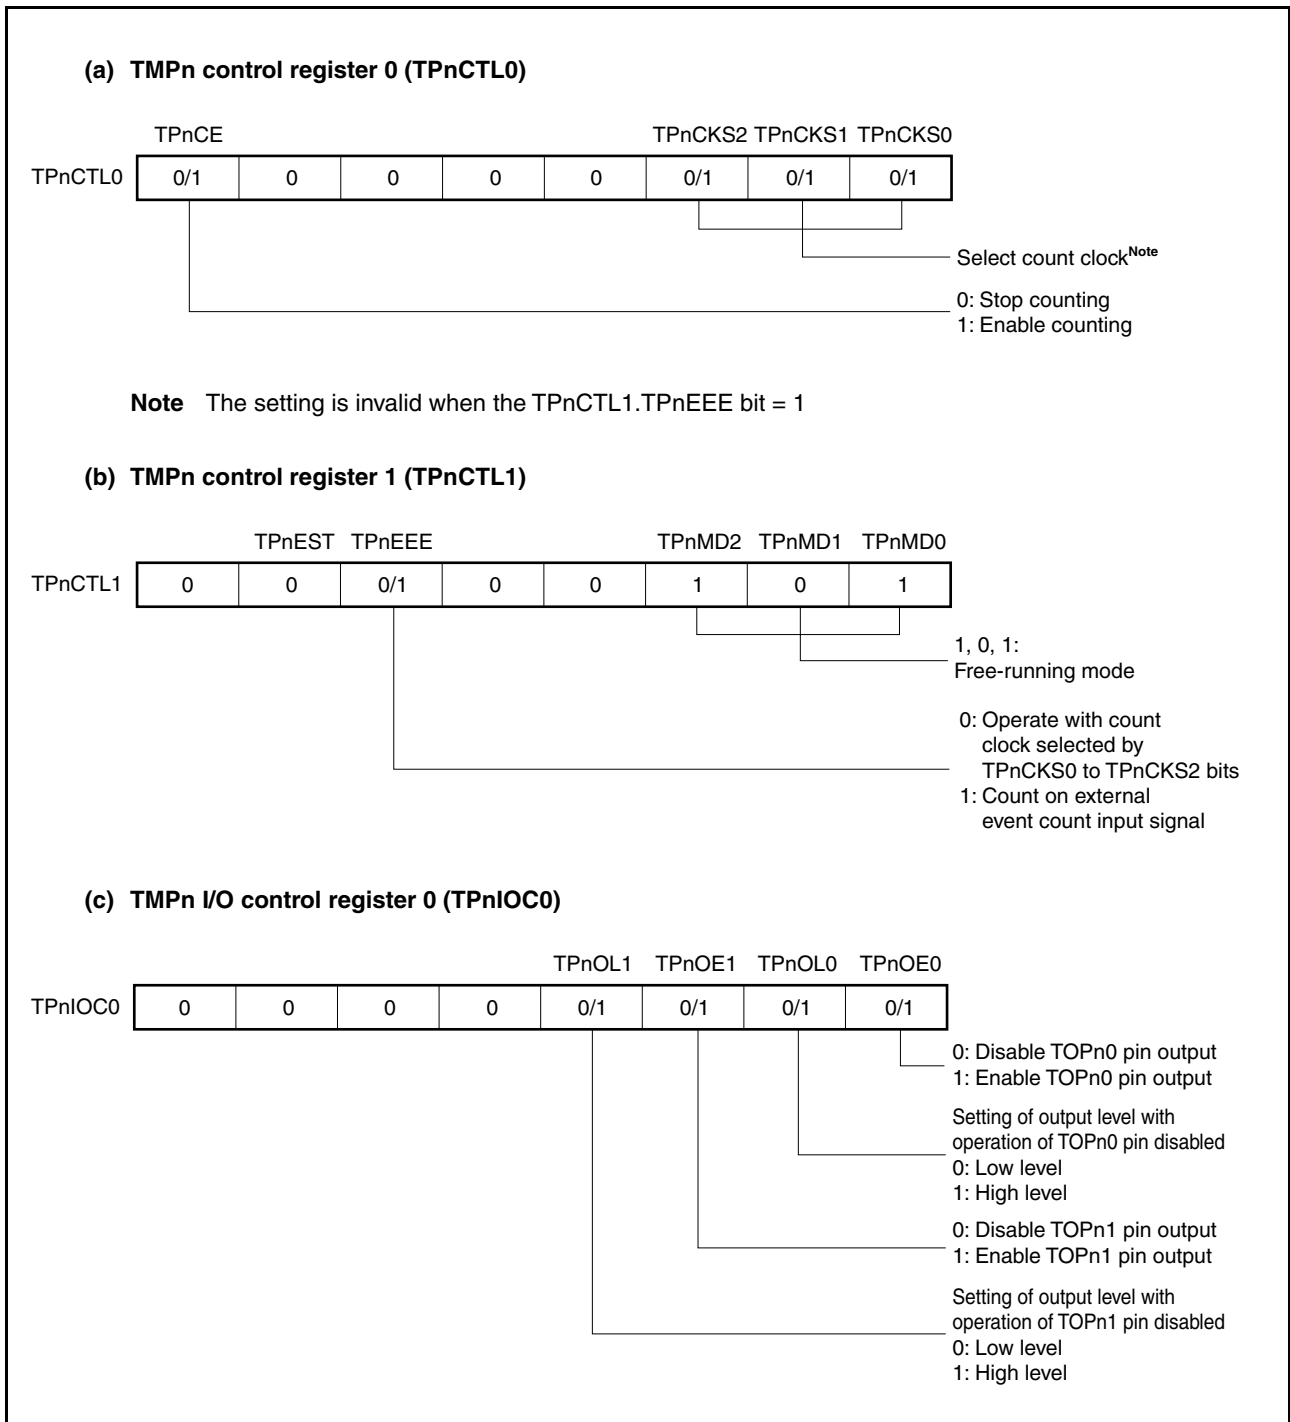 (a) TMPn control register 0 (TPnCTL0)
TPnCE TPnCKS2 TPnCKS1 TPnCKS0
TPnCTL0 0/1 0 0 0 0 0/1 0/1 0/1
Select count clockNote
0: Stop counting
1: Enable counting
Note The setting is invalid when the TPnCTL1.TPnEEE bit = 1
(b) TMPn control register 1 (TPnCTL1)
TPnEST TPnEEE TPnMD2 TPnMD1 TPnMD0
TPnCTL1 0 0 0/1 0 0 1 0 1
1, 0, 1:
Free-running mode
0: Operate with count
clock selected by
TPnCKS0 to TPnCKS2 bits
1: Count on external
event count input signal
(c) TMPn I/O control register 0 (TPnIOC0)
TPnOL1 TPnOE1 TPnOL0 TPnOE0
TPnIOC0 0 0 0 0 0/1 0/1 0/1 0/1
0: Disable TOPn0 pin output
1: Enable TOPn0 pin output
Setting of output level with
operation of TOPn0 pin disabled
0: Low level
1: High level
0: Disable TOPn1 pin output
1: Enable TOPn1 pin output
Setting of output level with
operation of TOPn1 pin disabled
0: Low level
1: High level